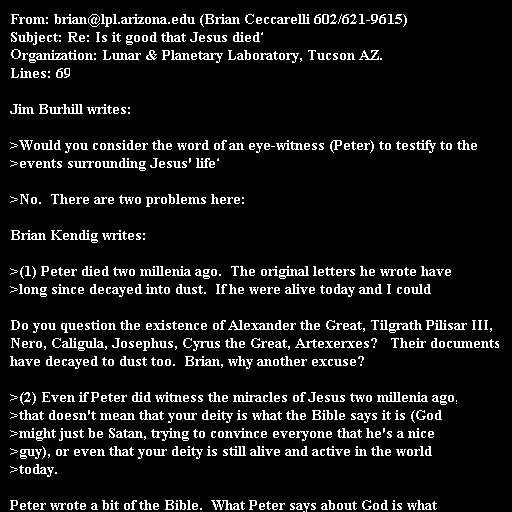 From: brian@lpl.arizona.edu (Brian Ceccarelli 602/621-9615)
Subject: Re: Is it good that Jesus died'
Organization: Lunar & Planetary Laboratory, Tucson AZ.
Lines: 69

Jim Burhill writes:

>Would you consider the word of an eye-witness (Peter) to testify to the
>events surrounding Jesus' life'

>No.  There are two problems here:

Brian Kendig writes:

>(1) Peter died two millenia ago.  The original letters he wrote have
>long since decayed into dust.  If he were alive today and I could

Do you question the existence of Alexander the Great, Tilgrath Pilisar III,
Nero, Caligula, Josephus, Cyrus the Great, Artexerxes?   Their documents
have decayed to dust too.  Brian, why another excuse?

>(2) Even if Peter did witness the miracles of Jesus two millenia ago,
>that doesn't mean that your deity is what the Bible says it is (God
>might just be Satan, trying to convince everyone that he's a nice
>guy), or even that your deity is still alive and active in the world
>today.

Peter wrote a bit of the Bible.  What Peter says about God is what